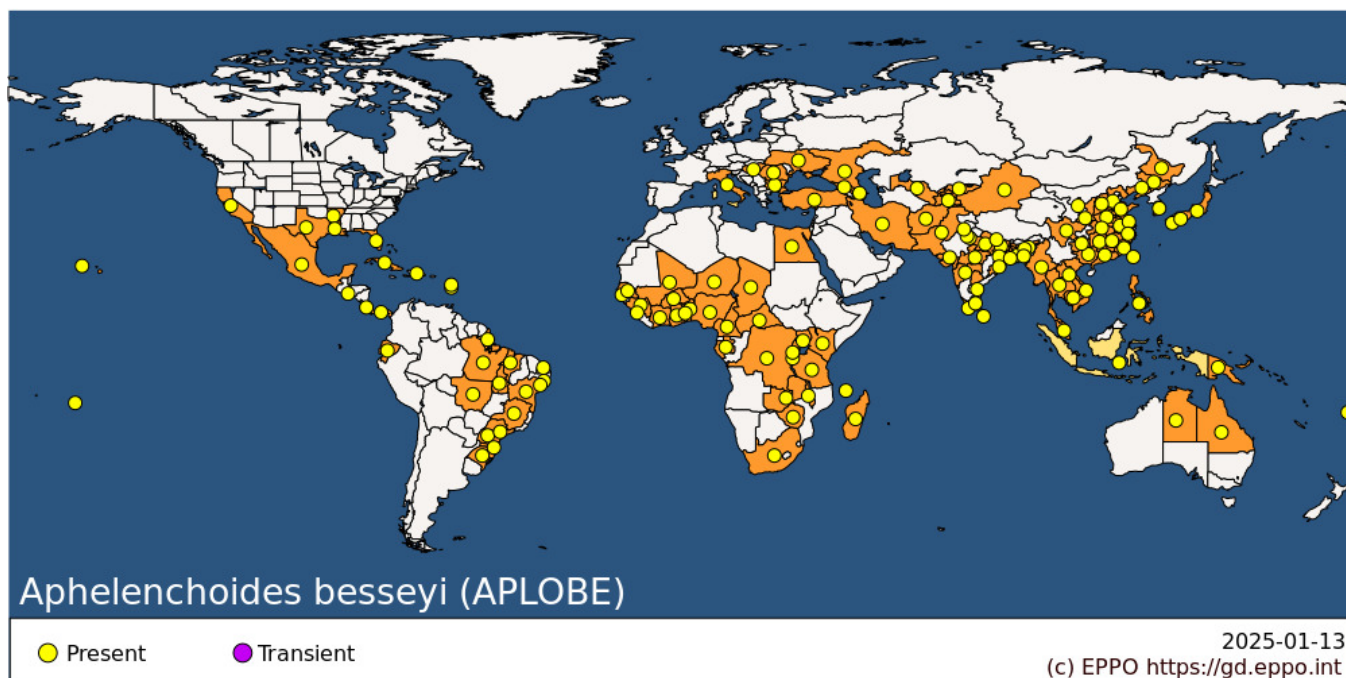 Aphelenchoides besseyi (APLOBE)
Present
Transient
2025-01-13
(c) EPPO https://gd.eppo.int